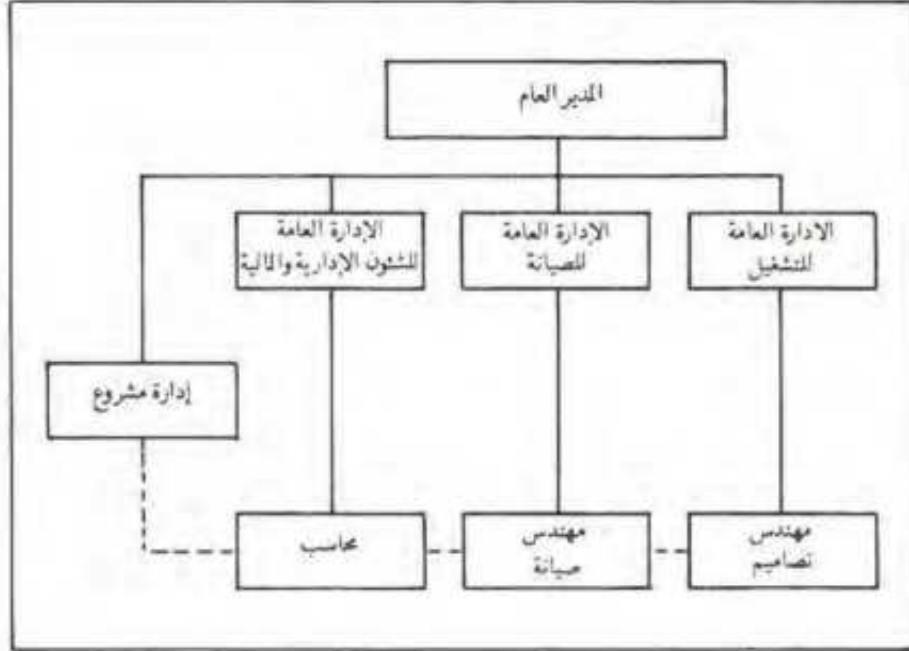 المدير العام
الادارة العامة
للتشغيل
الإدارة العامة
للصيانة
الإدارة العامة
للشئون الإدارية والمالية
إدارة مشروع
مهندس
تصاميم
مهندس
صيانة
محاسب